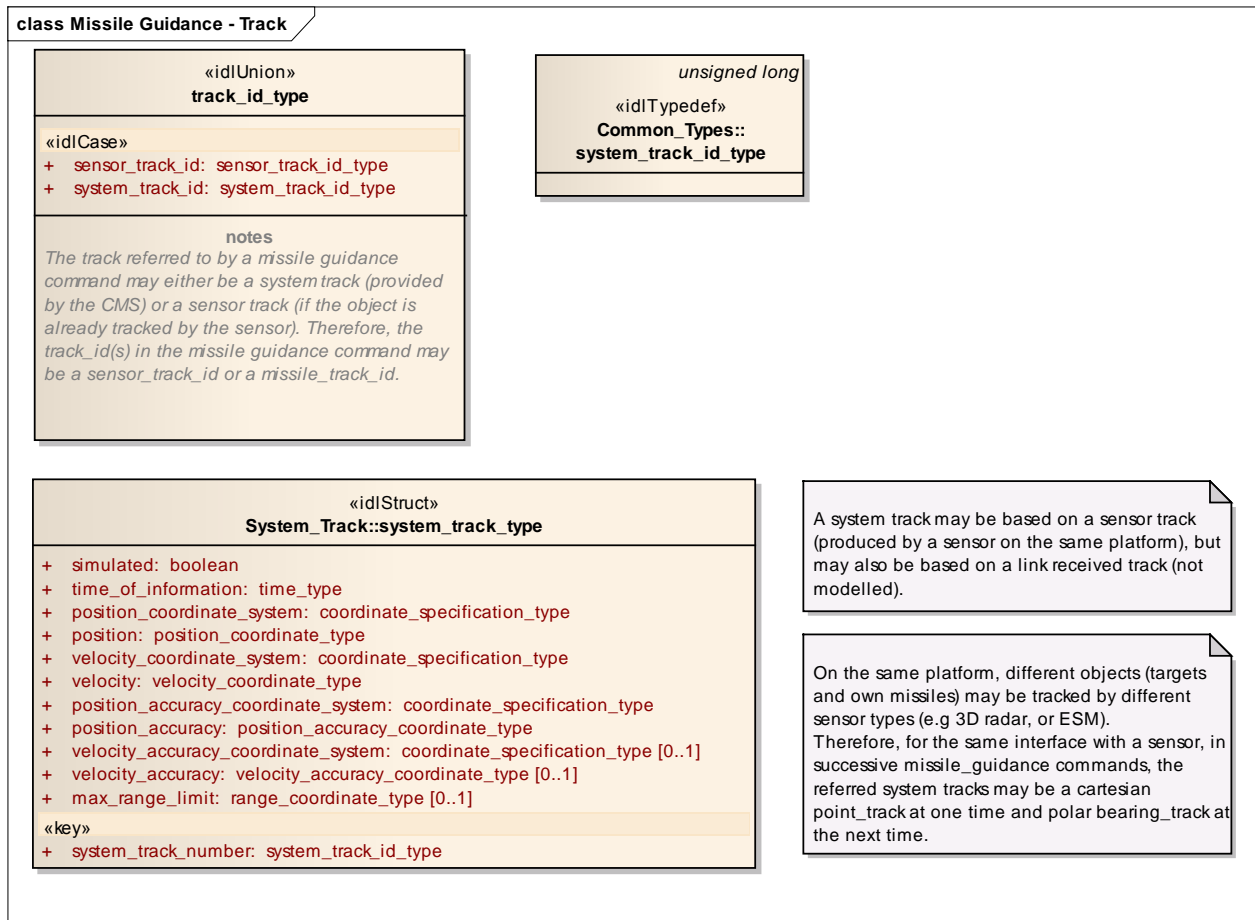 class Missile Guidance - Track
«idlUnion»
track_id_type
«idlCase»
+ sensor_track_id: sensor_track_id_type
+ system_track_id: system_track_id_type
notes
The track referred to by a missile guidance
command may either be a system track (provided
by the CMS) or a sensor track (if the object is
already tracked by the sensor). Therefore, the
track_id(s) in the missile guidance command may
be a sensor_track_id or a missile_track_id.
unsigned long
«idlTypedef»
Common_Types::
system_track_id_type
«idlStruct»
System_Track::system_track_type
+ simulated: boolean
+ time_of_information: time_type
+ position_coordinate_system: coordinate_specification_type
+ position: position_coordinate_type
+ velocity_coordinate_system: coordinate_specification_type
+ velocity: velocity_coordinate_type
+ position_accuracy_coordinate_system: coordinate_specification_type
+ position_accuracy: position_accuracy_coordinate_type
+ velocity_accuracy_coordinate_system: coordinate_specification_type [0..1]
+ velocity_accuracy: velocity_accuracy_coordinate_type [0..1]
+ max_range_limit: range_coordinate_type [0..1]
«key»
+ system_track_number: system_track_id_type
A system track may be based on a sensor track
(produced by a sensor on the same platform), but
may also be based on a link received track (not
modelled).
On the same platform, different objects (targets
and own missiles) may be tracked by different
sensor types (e.g 3D radar, or ESM).
Therefore, for the same interface with a sensor, in
successive missile_guidance commands, the
referred system tracks may be a cartesian
point_track at one time and polar bearing_track at
the next time.